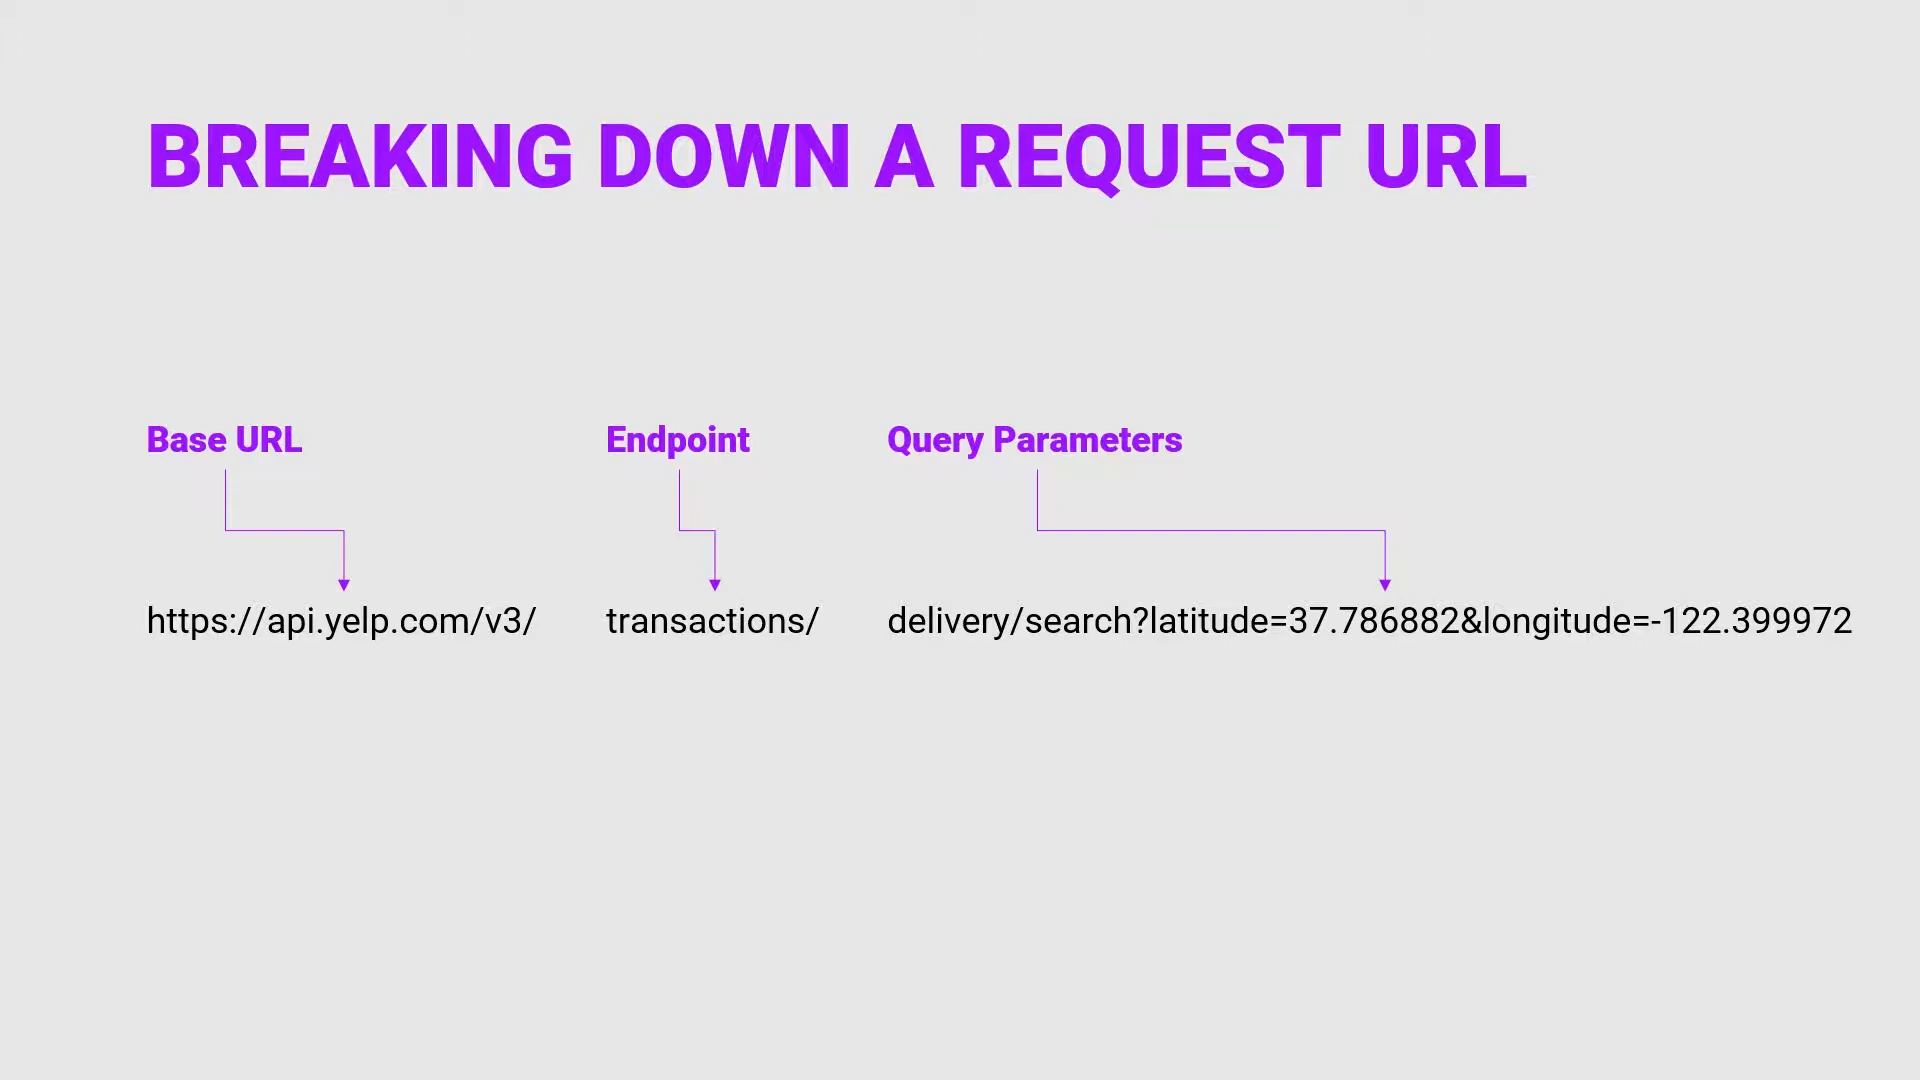 BREAKING DOWN A REQUEST URL
Base URL
Endpoint
Query Parameters
https://api.yelp.com/v3/
transactions/
delivery/search?latitude=37.786882&longitude=-122.399972